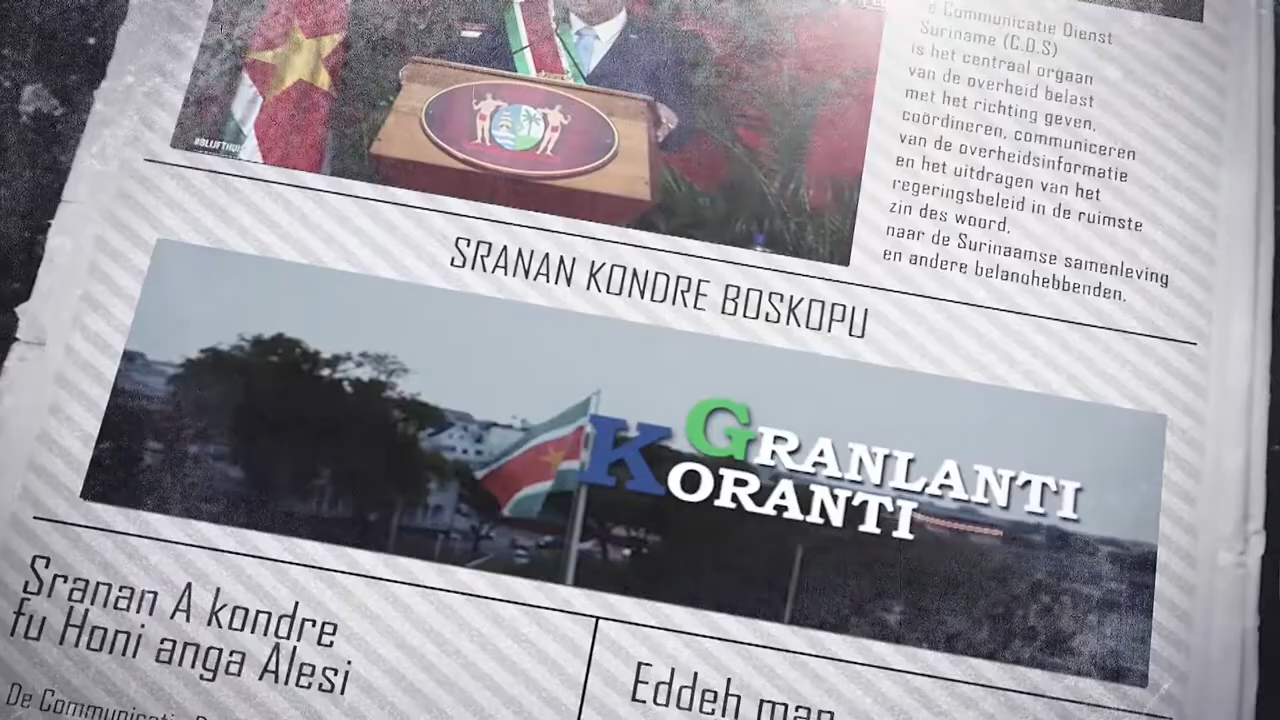 e Communicatie Dienst
Suriname (C.D.S)
is het centraal orgaan
van de overheid belast
met het richting geven,
coördineren, communiceren
van de overheidsinformatie
en het uitdragen van het
regeringsbeleid in de ruimste
zin des woord,
naar de Surinaamse samenleving
en andere belanghebbenden.
SRANAN KONDRE BOSKOPU
GRANLANTI
KORANTI
Sranan A kondre
fu Honi anga Alesi
Eddeh man
De